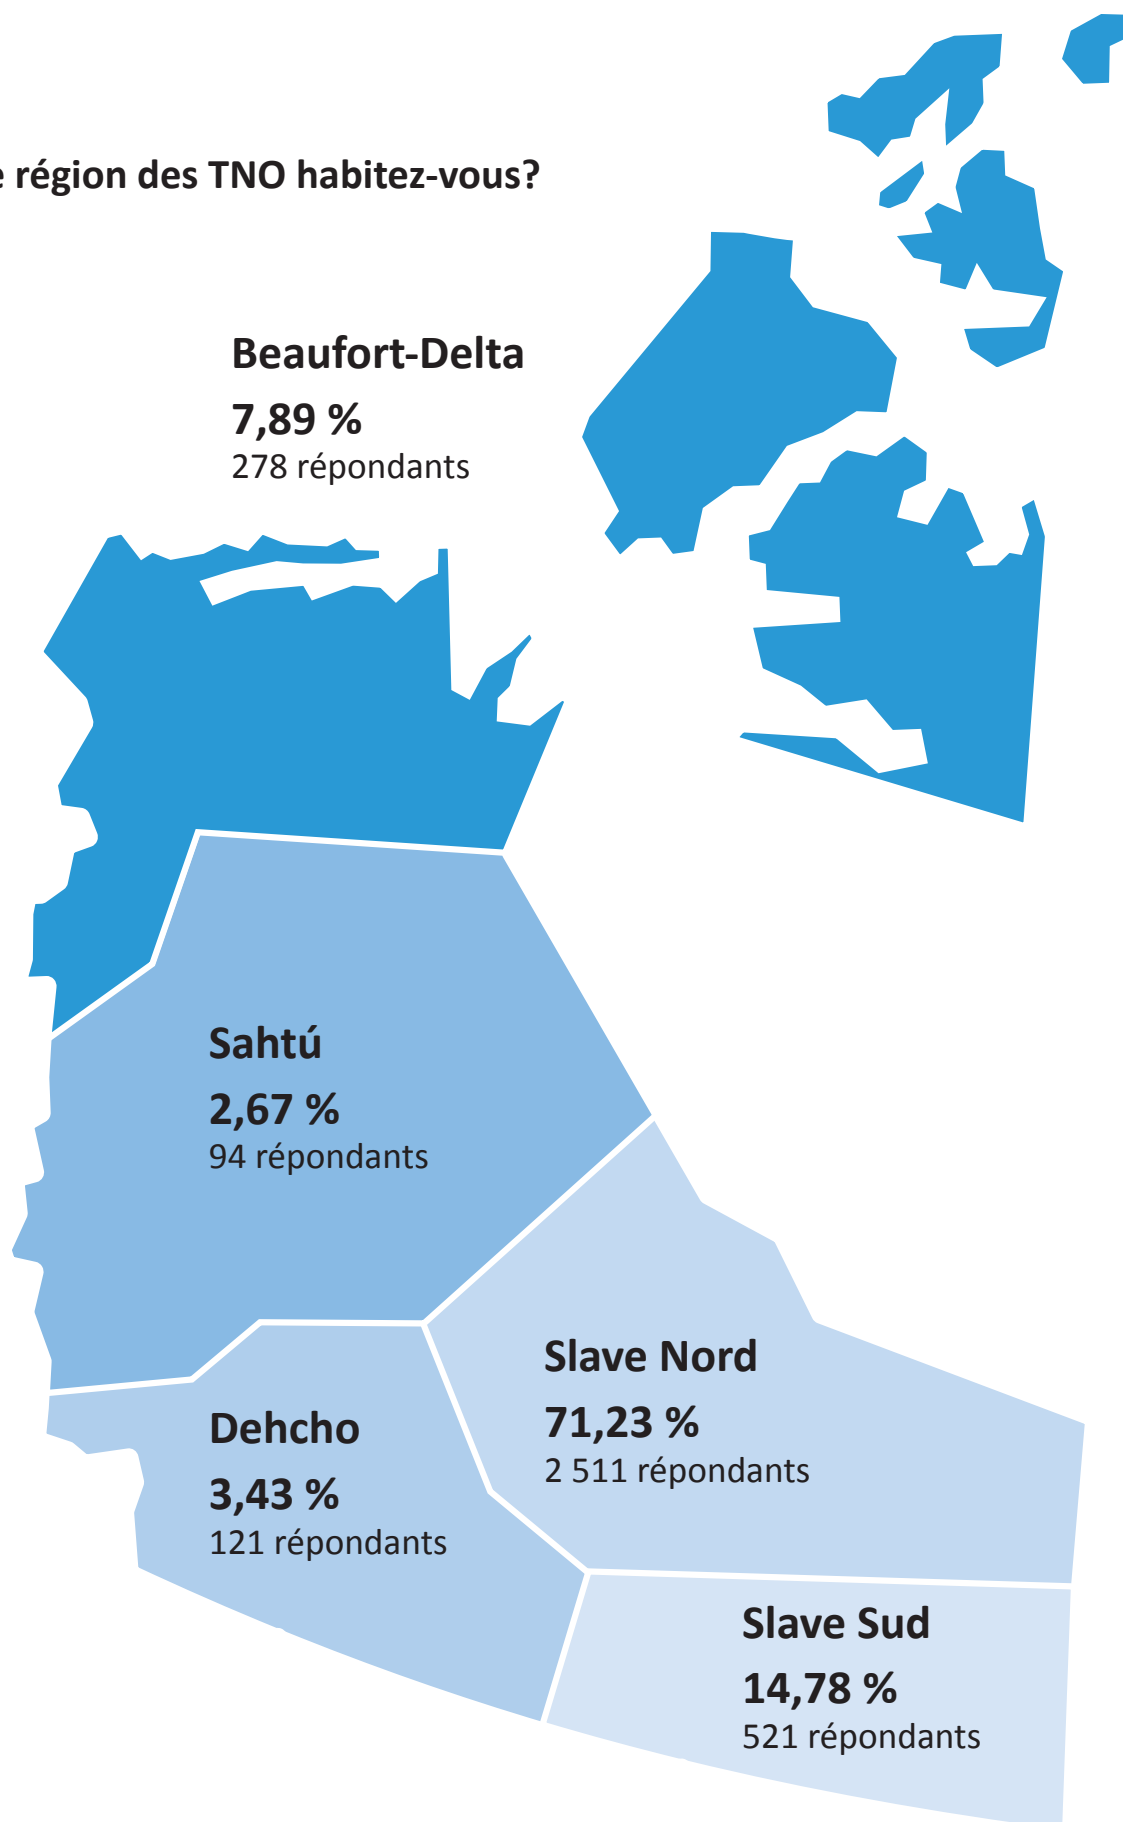 région des TNO habitez-vous?
Beaufort-Delta
7,89 %
278 répondants
Sahtú
2,67 %
94 répondants
Slave Nord
71,23 %
2 511 répondants
Dehcho
3,43 %
121 répondants
Slave Sud
14,78 %
521 répondants